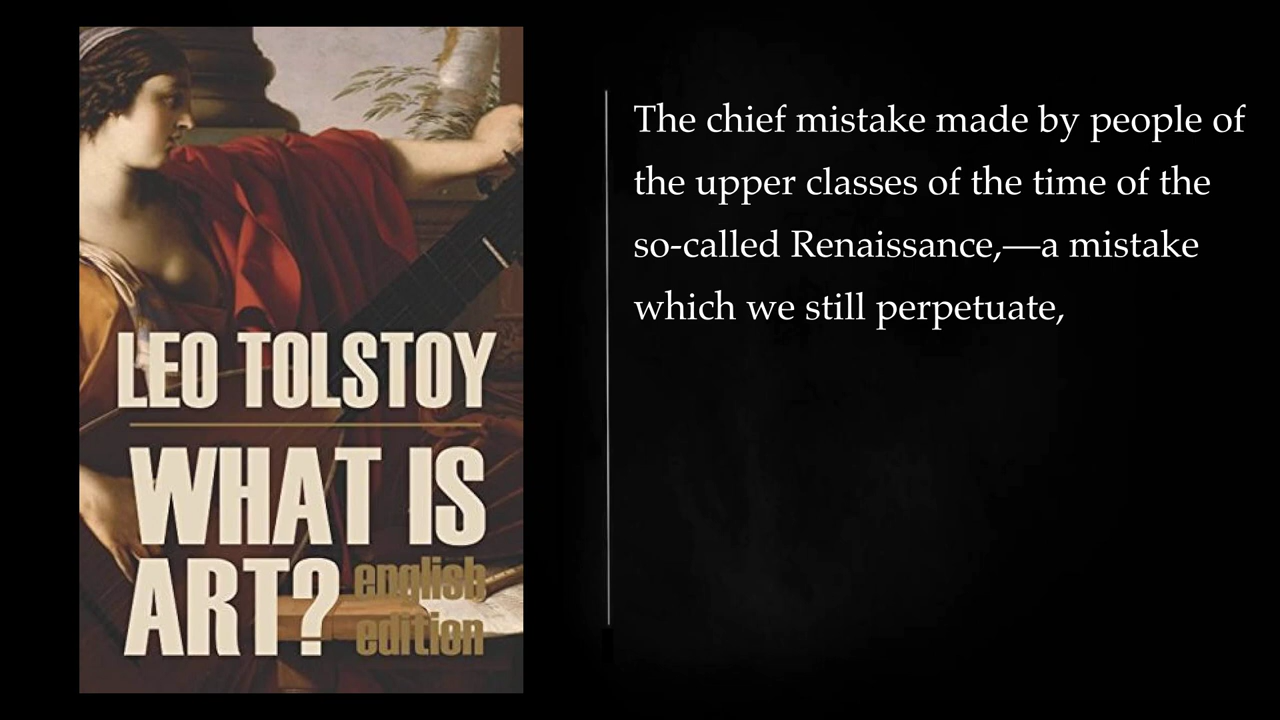 LEO TOLSTOY
WHAT IS
ART? english
edition
The chief mistake made by people of
the upper classes of the time of the
so-called Renaissance,—a mistake
which we still perpetuate,